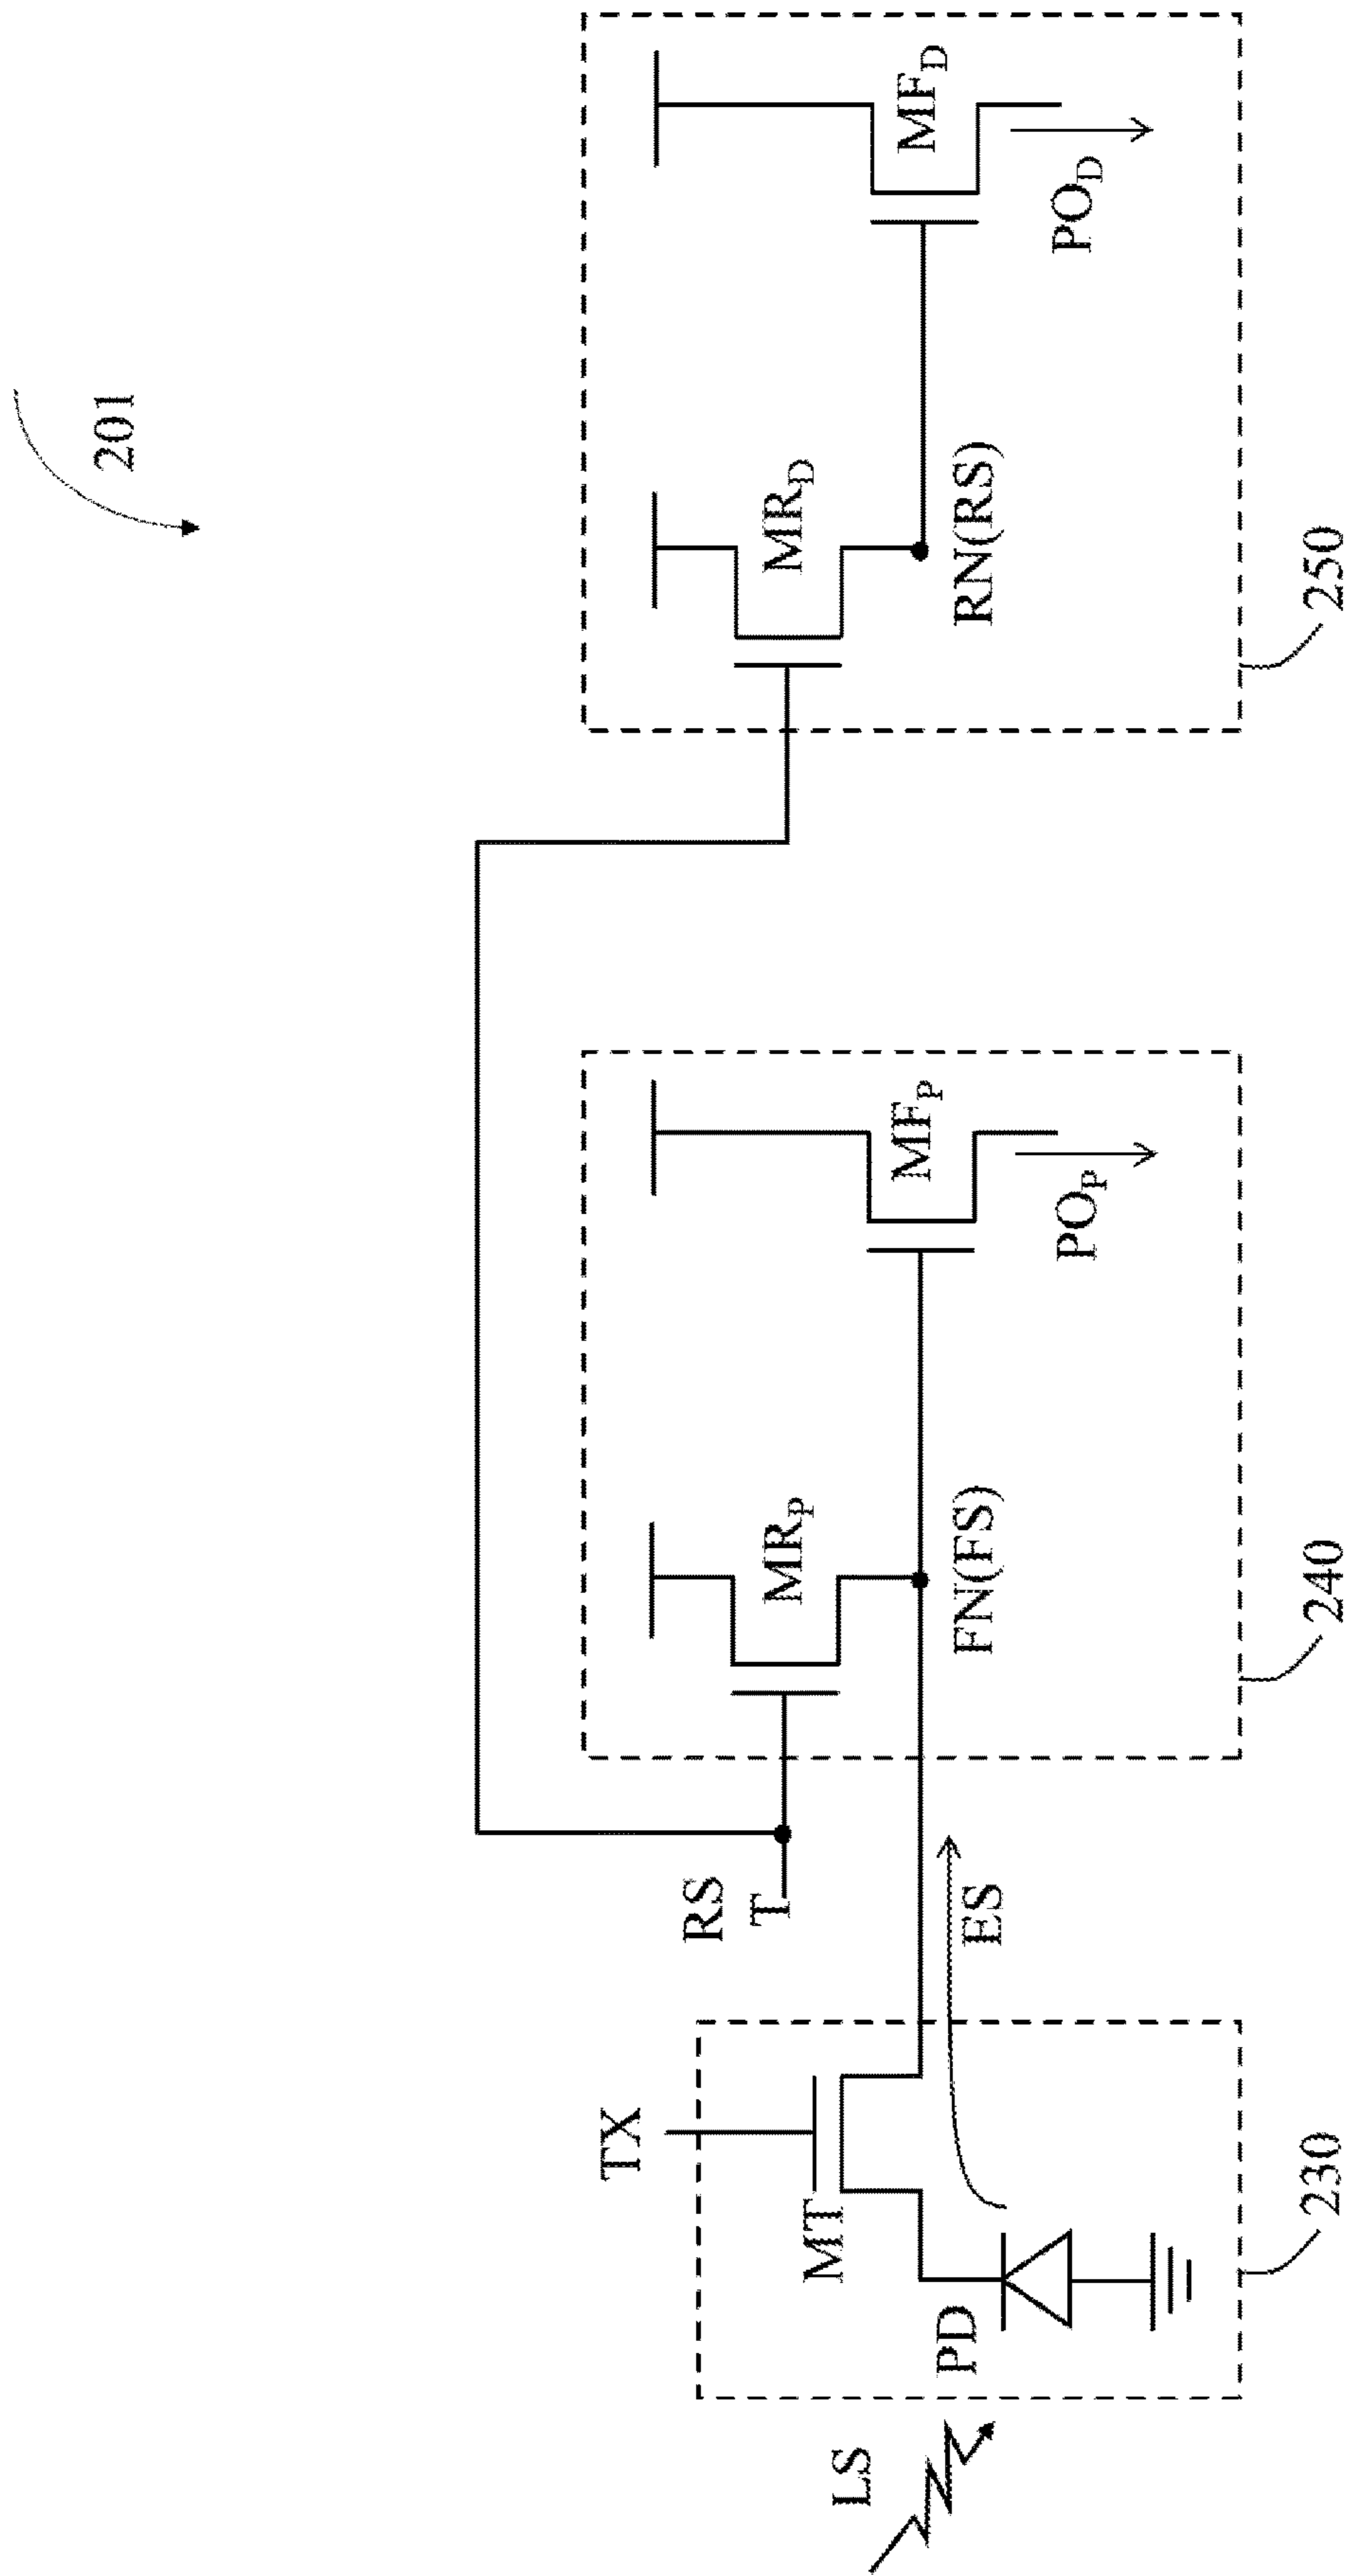 201
TX
MT
PD
LS
ES
230
RS
T
MR_P
FN(FS)
MF_P
PO_P
240
MR_D
RN(RS)
MF_D
PO_D
250